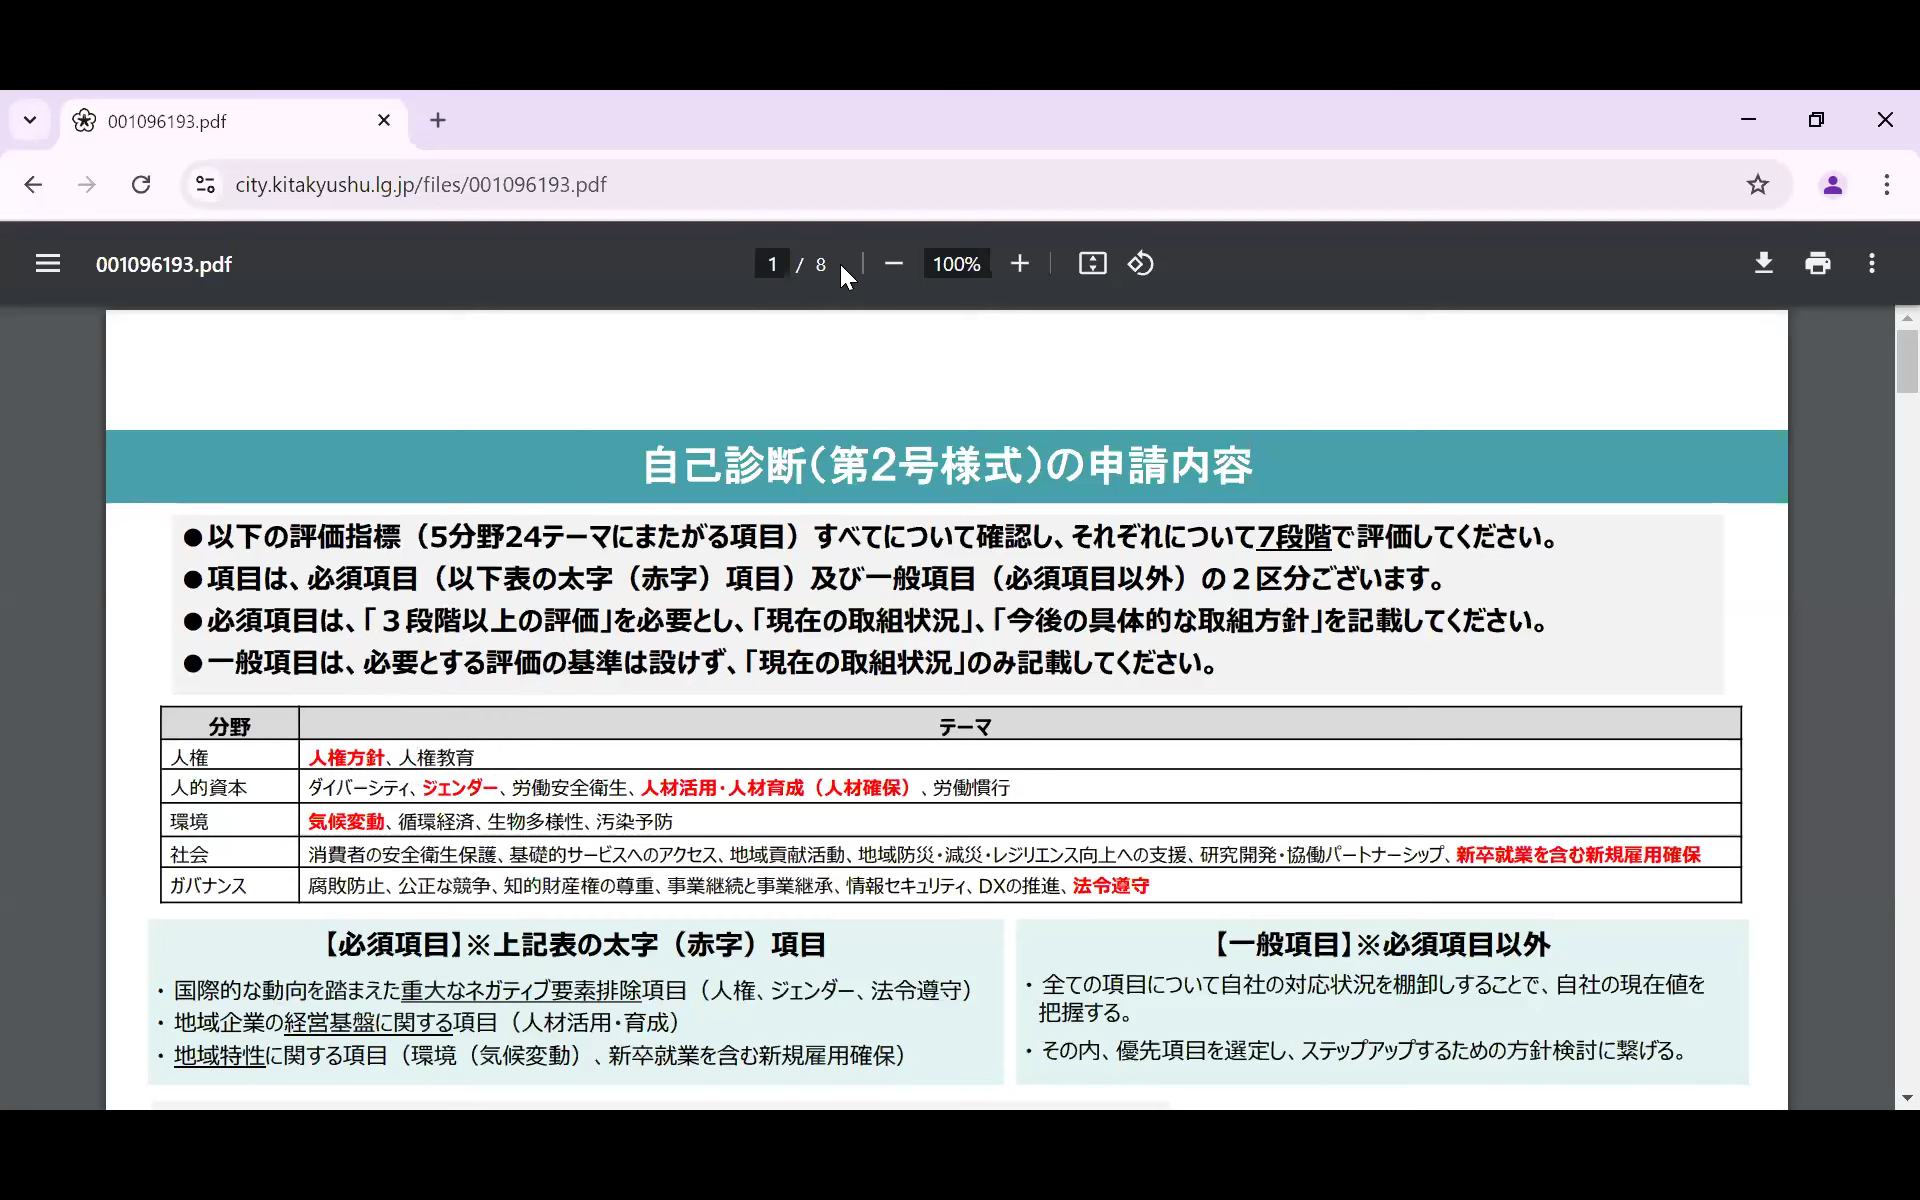 001096193.pdf
city.kitakyushu.lg.jp/files/001096193.pdf
001096193.pdf
1 / 8
100%
自己診断(第2号様式)の申請内容
●以下の評価指標（5分野24テーマにまたがる項目）すべてについて確認し、それぞれについて7段階で評価してください。
●項目は、必須項目（以下表の太字（赤字）項目）及び一般項目（必須項目以外）の２区分ございます。
●必須項目は、「３段階以上の評価」を必要とし、「現在の取組状況」、「今後の具体的な取組方針」を記載してください。
●一般項目は、必要とする評価の基準は設けず、「現在の取組状況」のみ記載してください。
分野 テーマ
人権 人権方針、人権教育
人的資本 ダイバーシティ、ジェンダー、労働安全衛生、人材活用・人材育成（人材確保）、労働慣行
環境 気候変動、循環経済、生物多様性、汚染予防
社会 消費者の安全衛生保護、基礎的サービスへのアクセス、地域貢献活動、地域防災・減災・レジリエンス向上への支援、研究開発・協働パートナーシップ、新卒就業を含む新規雇用確保
ガバナンス 腐敗防止、公正な競争、知的財産権の尊重、事業継続と事業継承、情報セキュリティ、DXの推進、法令遵守
【必須項目】※上記表の太字（赤字）項目
・国際的な動向を踏まえた重大なネガティブ要素排除項目（人権、ジェンダー、法令遵守）
・地域企業の経営基盤に関する項目（人材活用・育成）
・地域特性に関する項目（環境（気候変動）、新卒就業を含む新規雇用確保）
【一般項目】※必須項目以外
・全ての項目について自社の対応状況を棚卸しすることで、自社の現在値を
把握する。
・その内、優先項目を選定し、ステップアップするための方針検討に繋げる。